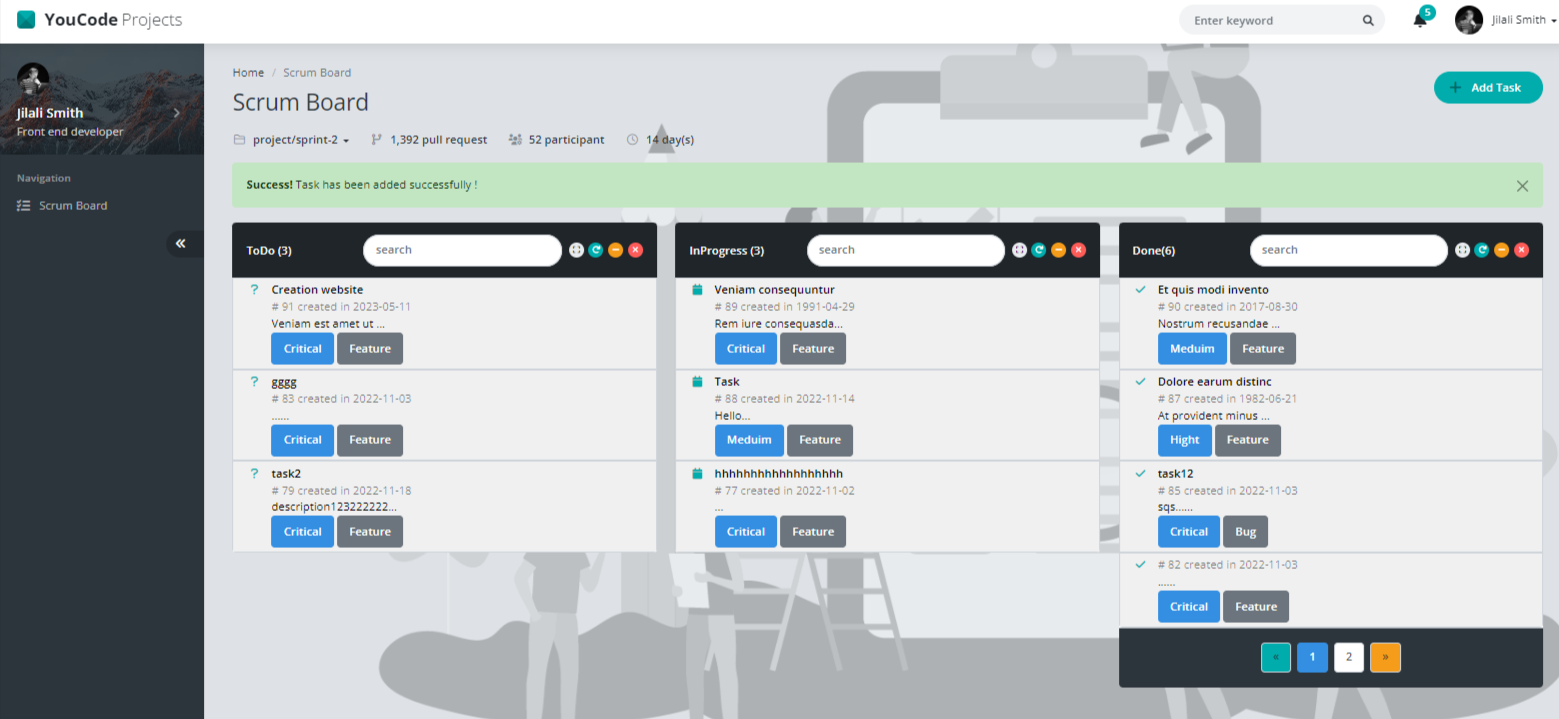 YouCode Projects
Enter keyword
5
Jilali Smith
Jilali Smith
Front end developer
Navigation
Scrum Board
Home / Scrum Board
Scrum Board
Add Task
project/sprint-2
1,392 pull request
52 participant
14 day(s)
Success! Task has been added successfully !
ToDo (3)
search
? Creation website
# 91 created in 2023-05-11
Veniam est amet ut ...
Critical Feature
? gggg
# 83 created in 2022-11-03
......
Critical Feature
? task2
# 79 created in 2022-11-18
description123222222...
Critical Feature
InProgress (3)
search
Veniam consequuntur
# 89 created in 1991-04-29
Rem iure consequasda...
Critical Feature
Task
# 88 created in 2022-11-14
Hello...
Meduim Feature
hhhhhhhhhhhhhhhhhh
# 77 created in 2022-11-02
...
Critical Feature
Done(6)
search
Et quis modi invento
# 90 created in 2017-08-30
Nostrum recusandae ...
Meduim Feature
Dolore earum distinc
# 87 created in 1982-06-21
At provident minus ...
Hight Feature
task12
# 85 created in 2022-11-03
sqs......
Critical Bug
# 82 created in 2022-11-03
......
Critical Feature
« 1 2 »